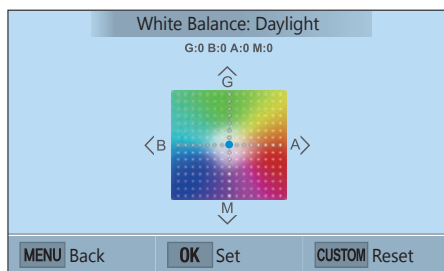 White Balance: Daylight
G:0 B:0 A:0 M:0
G
B A
M
MENU Back OK Set CUSTOM Reset